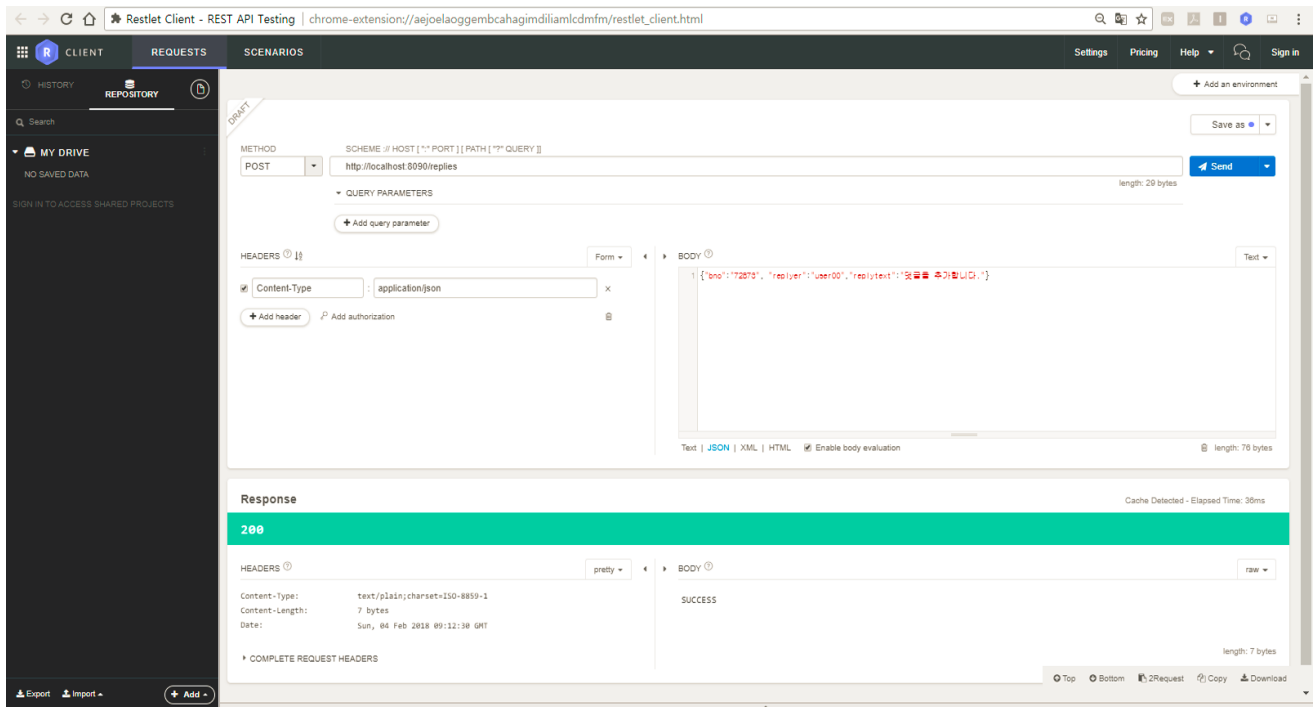 Restlet Client - REST API Testing | chrome-extension://aejoelaoggembcahagimdiliamlcdmfm/restlet_client.html
R CLIENT REQUESTS SCENARIOS Settings Pricing Help Sign in
HISTORY REPOSITORY
+ Add an environment
Search
DRAFT
Save as
MY DRIVE
NO SAVED DATA
SIGN IN TO ACCESS SHARED PROJECTS
METHOD SCHEME :// HOST [ ":" PORT ] [ PATH [ "?" QUERY ]]
POST http://localhost:8090/replies Send
length: 29 bytes
QUERY PARAMETERS
+ Add query parameter
HEADERS Form BODY Text
1 {"bno":"72873", "replyer":"user00","replytext":"댓글을 추가합니다."}
Content-Type : application/json ×
+ Add header Add authorization
Text | JSON | XML | HTML Enable body evaluation length: 76 bytes
Response Cache Detected - Elapsed Time: 36ms
200
HEADERS pretty BODY raw
Content-Type: text/plain;charset=ISO-8859-1
Content-Length: 7 bytes
Date: Sun, 04 Feb 2018 09:12:30 GMT
SUCCESS
COMPLETE REQUEST HEADERS
length: 7 bytes
Top Bottom 2Request Copy Download
Export Import + Add